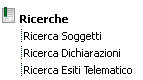 Ricerche
Ricerca Soggetti
Ricerca Dichiarazioni
Ricerca Esiti Telematico